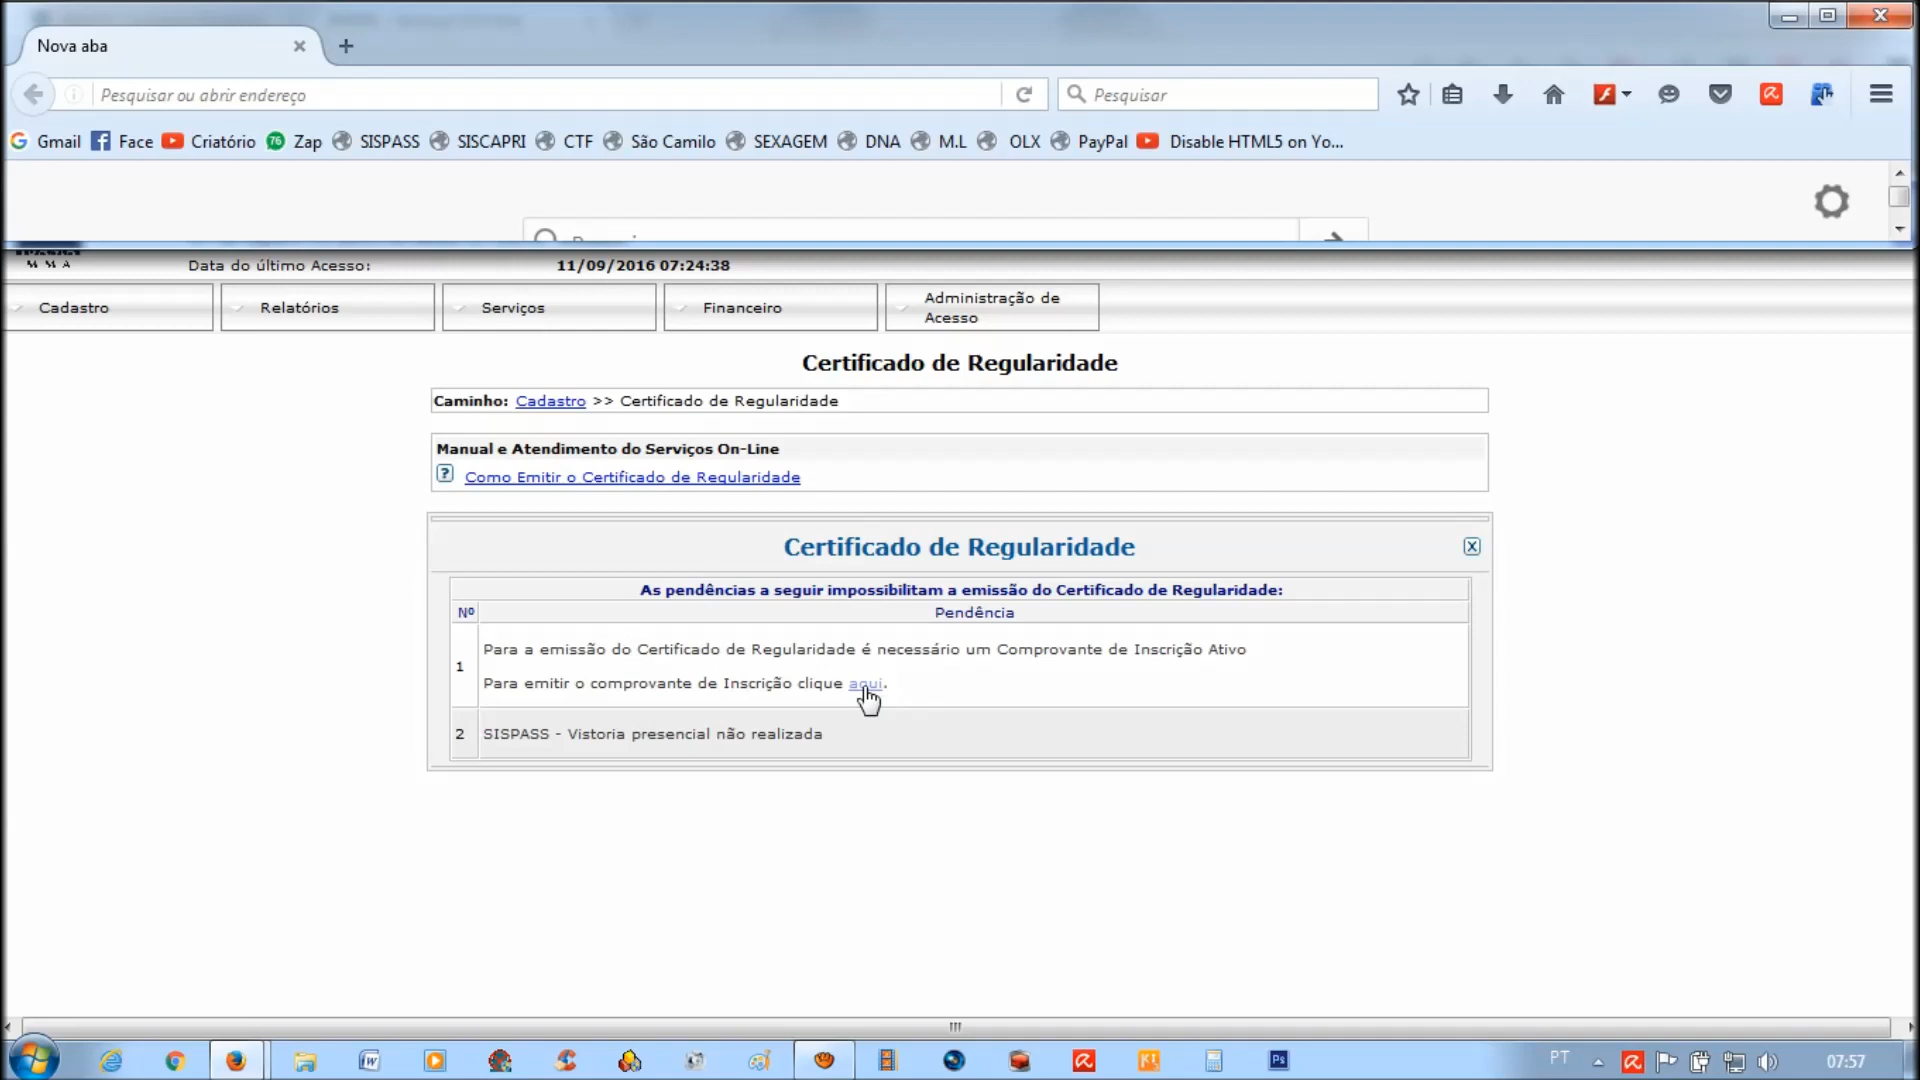 Nova aba
Pesquisar ou abrir endereço
Pesquisar
Gmail Face Criatório 76 Zap SISPASS SISCAPRI CTF São Camilo SEXAGEM DNA M.L OLX PayPal Disable HTML5 on Yo...
M M A
Data do último Acesso: 11/09/2016 07:24:38
Cadastro Relatórios Serviços Financeiro Administração de Acesso
Certificado de Regularidade
Caminho: Cadastro >> Certificado de Regularidade
Manual e Atendimento do Serviços On-Line
? Como Emitir o Certificado de Regularidade
Certificado de Regularidade X
As pendências a seguir impossibilitam a emissão do Certificado de Regularidade:
Nº Pendência
1 Para a emissão do Certificado de Regularidade é necessário um Comprovante de Inscrição Ativo
Para emitir o comprovante de Inscrição clique aqui.
2 SISPASS - Vistoria presencial não realizada
PT 07:57